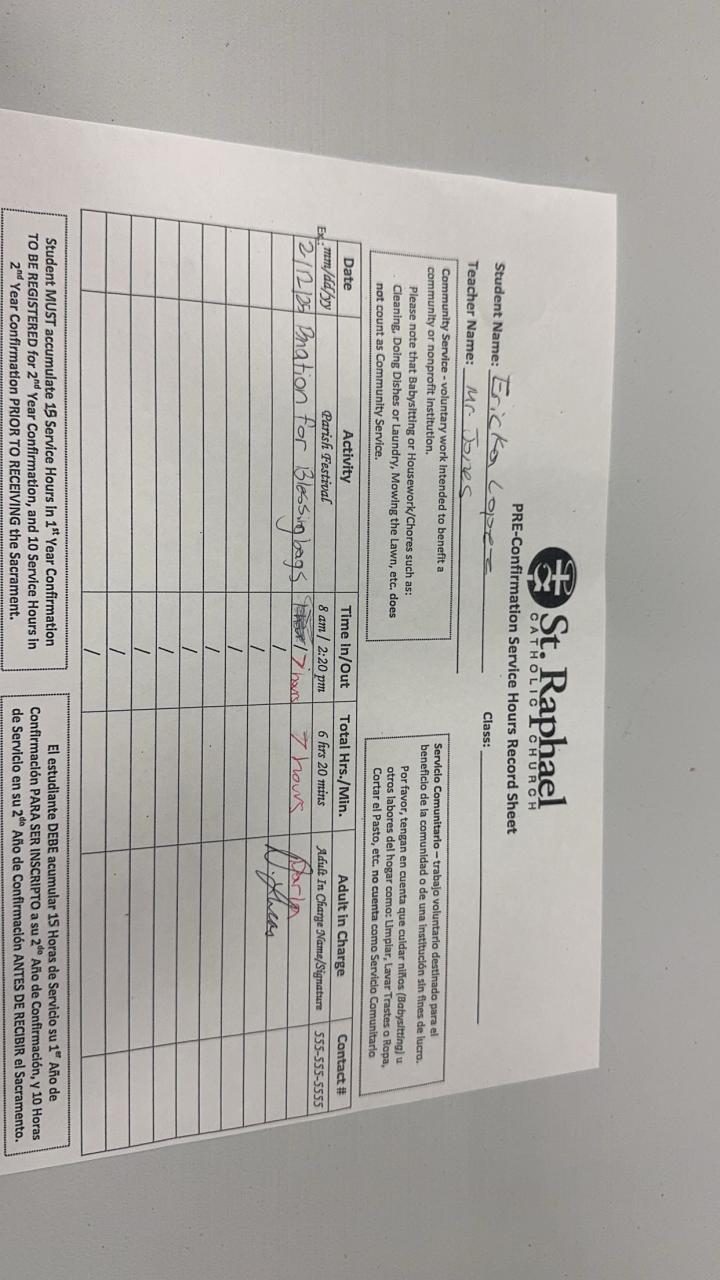 St. Raphael
CATHOLIC CHURCH
PRE-Confirmation Service Hours Record Sheet
Student Name: Ericka Lopez Class:
Teacher Name: Mr. Jones
Community Service - voluntary work intended to benefit a
community or nonprofit institution.
Please note that Babysitting or Housework/Chores such as:
Cleaning, Doing Dishes or Laundry, Mowing the Lawn, etc. does
not count as Community Service.
Servicio Comunitario – trabajo voluntario destinado para el
beneficio de la comunidad o de una institución sin fines de lucro.
Por favor, tengan en cuenta que cuidar niños (Babysitting) u
otros labores del hogar como: Limpiar, Lavar Trastes o Ropa,
Cortar el Pasto, etc. no cuenta como Servicio Comunitario
Date Activity Time In/Out Total Hrs./Min. Adult in Charge Contact #
Ex.: mm/dd/yy Parish Festival 8 am / 2:20 pm 6 hrs 20 mins Adult In Charge Name/Signature 555-555-5555
2/12/25 Dnation for Blessing bags / 7 hours 7 hours
/
/
/
/
/
/
/
/
/
Student MUST accumulate 15 Service Hours in 1st Year Confirmation
TO BE REGISTERED for 2nd Year Confirmation, and 10 Service Hours in
2nd Year Confirmation PRIOR TO RECEIVING the Sacrament.
El estudiante DEBE acumular 15 Horas de Servicio su 1er Año de
Confirmación PARA SER INSCRIPTO a su 2do Año de Confirmación, y 10 Horas
de Servicio en su 2do Año de Confirmación ANTES DE RECIBIR el Sacramento.